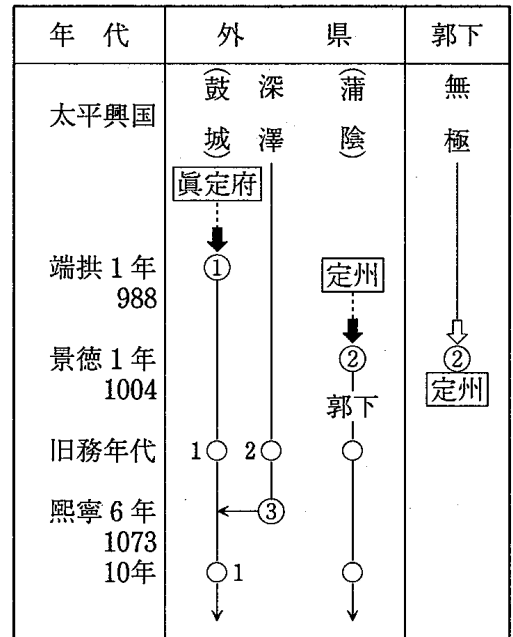 年 代 外 県 郭下
太平興国 (鼓城) 深澤 (蒲陰) 無極
眞定府
端拱1年 ①
988 定州
景徳1年 ② ②
1004 郭下 定州
旧務年代 1○ 2○ ○
熙寧6年 ③
1073
10年 ○1 ○